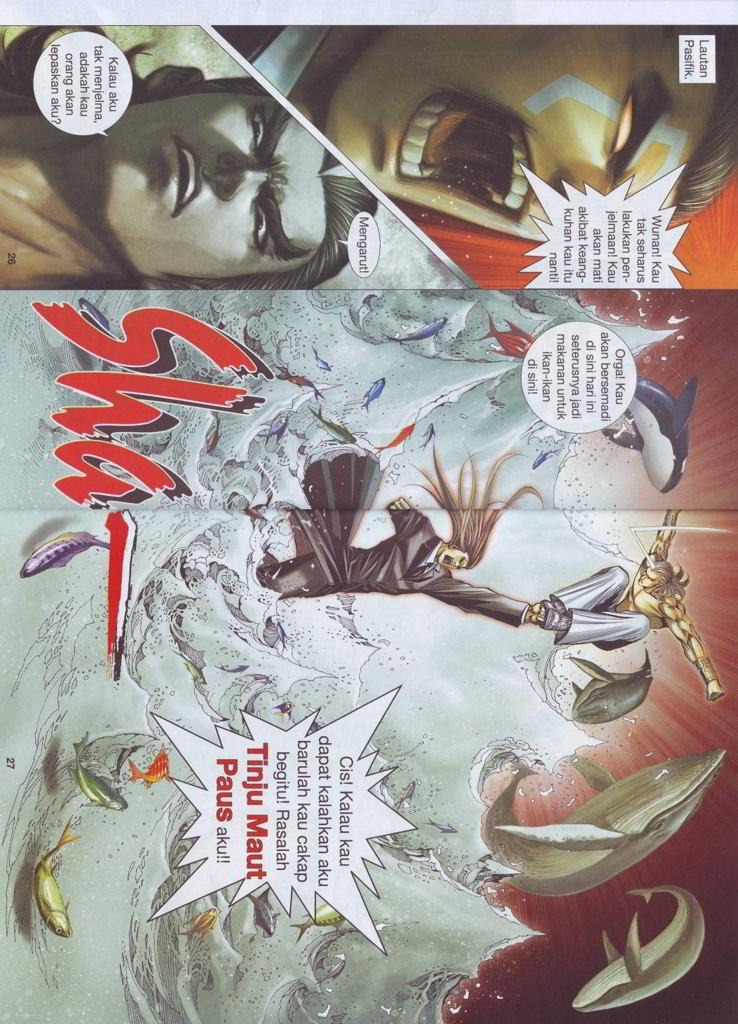 Lautan
Pasifik.
Wunan! Kau
tak seharus
lakukan pen-
jelmaan! Kau
akan mati
akibat keang-
kuhan kau itu
nanti!
Mengarut!
Kalau aku
tak menjelma,
adakah kau
orang akan
lepaskan aku?
26
Orga! Kau
akan bersemadi
di sini hari ini
seterusnya jadi
makanan untuk
ikan-ikan
di sini!
Sha
Cis! Kalau kau
dapat kalahkan aku
barulah kau cakap
begitu! Rasalah
Tinju Maut
Paus aku!!
27